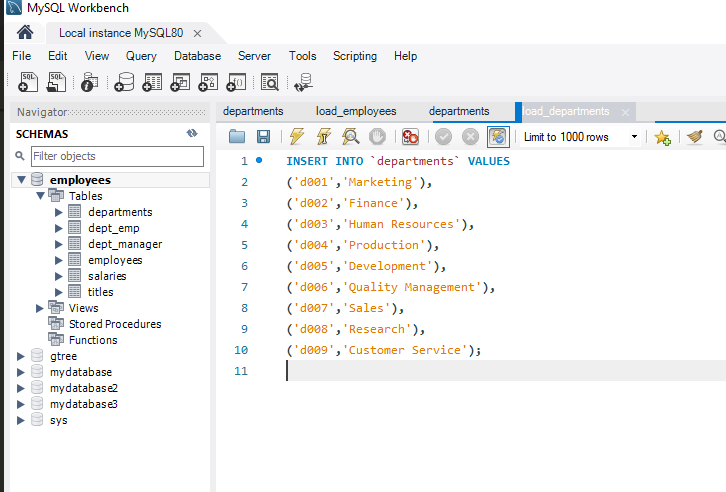 MySQL Workbench
Local instance MySQL80
File Edit View Query Database Server Tools Scripting Help
SQL SQL
Navigator
SCHEMAS
Filter objects
employees
Tables
departments
dept_emp
dept_manager
employees
salaries
titles
Views
Stored Procedures
Functions
gtree
mydatabase
mydatabase2
mydatabase3
sys
departments load_employees departments load_departments
Limit to 1000 rows
1 INSERT INTO `departments` VALUES
2 ('d001','Marketing'),
3 ('d002','Finance'),
4 ('d003','Human Resources'),
5 ('d004','Production'),
6 ('d005','Development'),
7 ('d006','Quality Management'),
8 ('d007','Sales'),
9 ('d008','Research'),
10 ('d009','Customer Service');
11